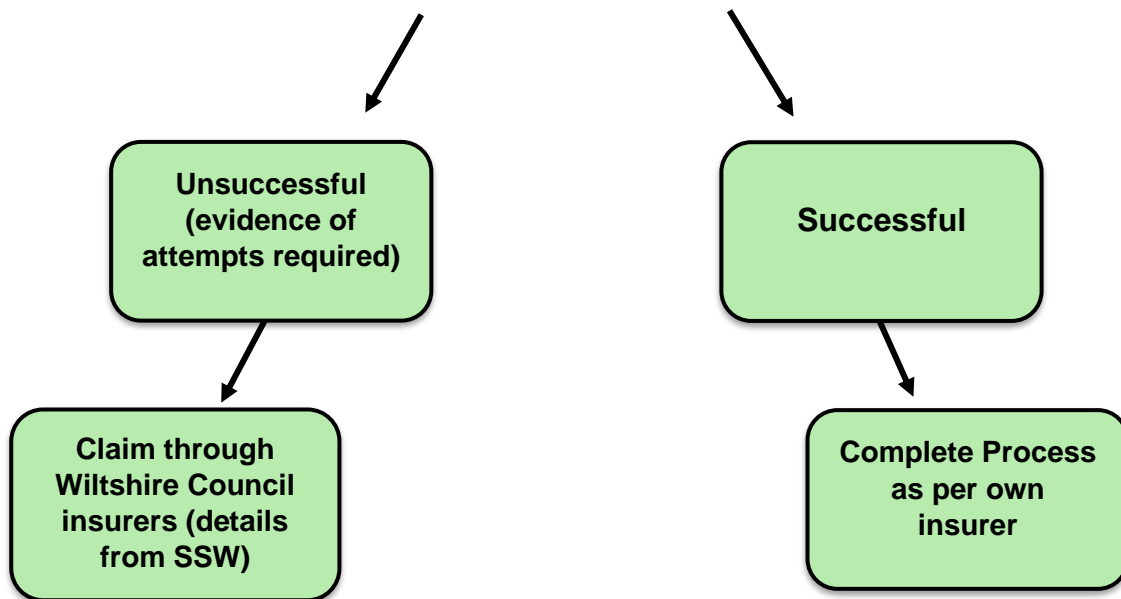 Unsuccessful
(evidence of
attempts required)
Successful
Claim through
Wiltshire Council
insurers (details
from SSW)
Complete Process
as per own
insurer